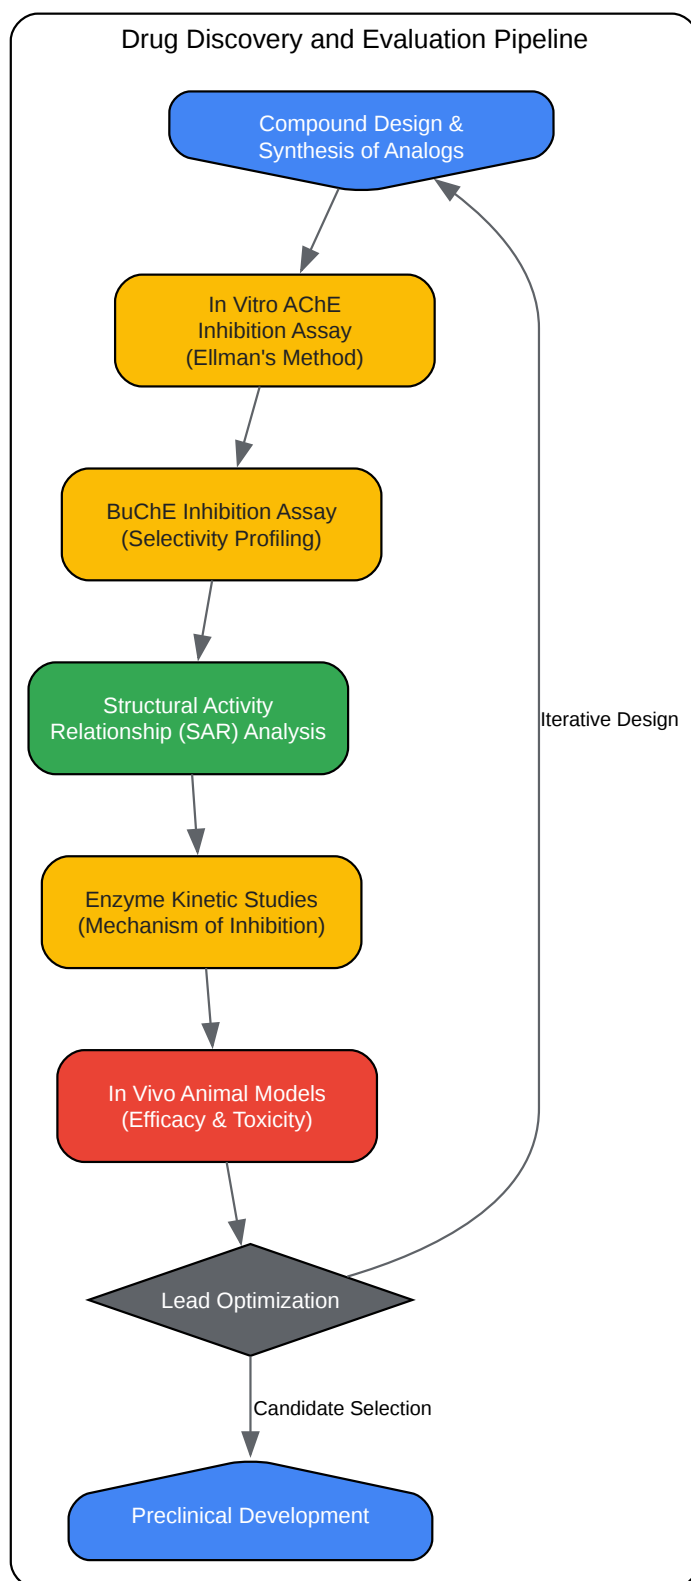 Drug Discovery and Evaluation Pipeline
Compound Design &
Synthesis of Analogs
In Vitro AChE
Inhibition Assay
(Ellman's Method)
BuChE Inhibition Assay
(Selectivity Profiling)
Structural Activity
Relationship (SAR) Analysis
Iterative Design
Enzyme Kinetic Studies
(Mechanism of Inhibition)
In Vivo Animal Models
(Efficacy & Toxicity)
Lead Optimization
Candidate Selection
Preclinical Development